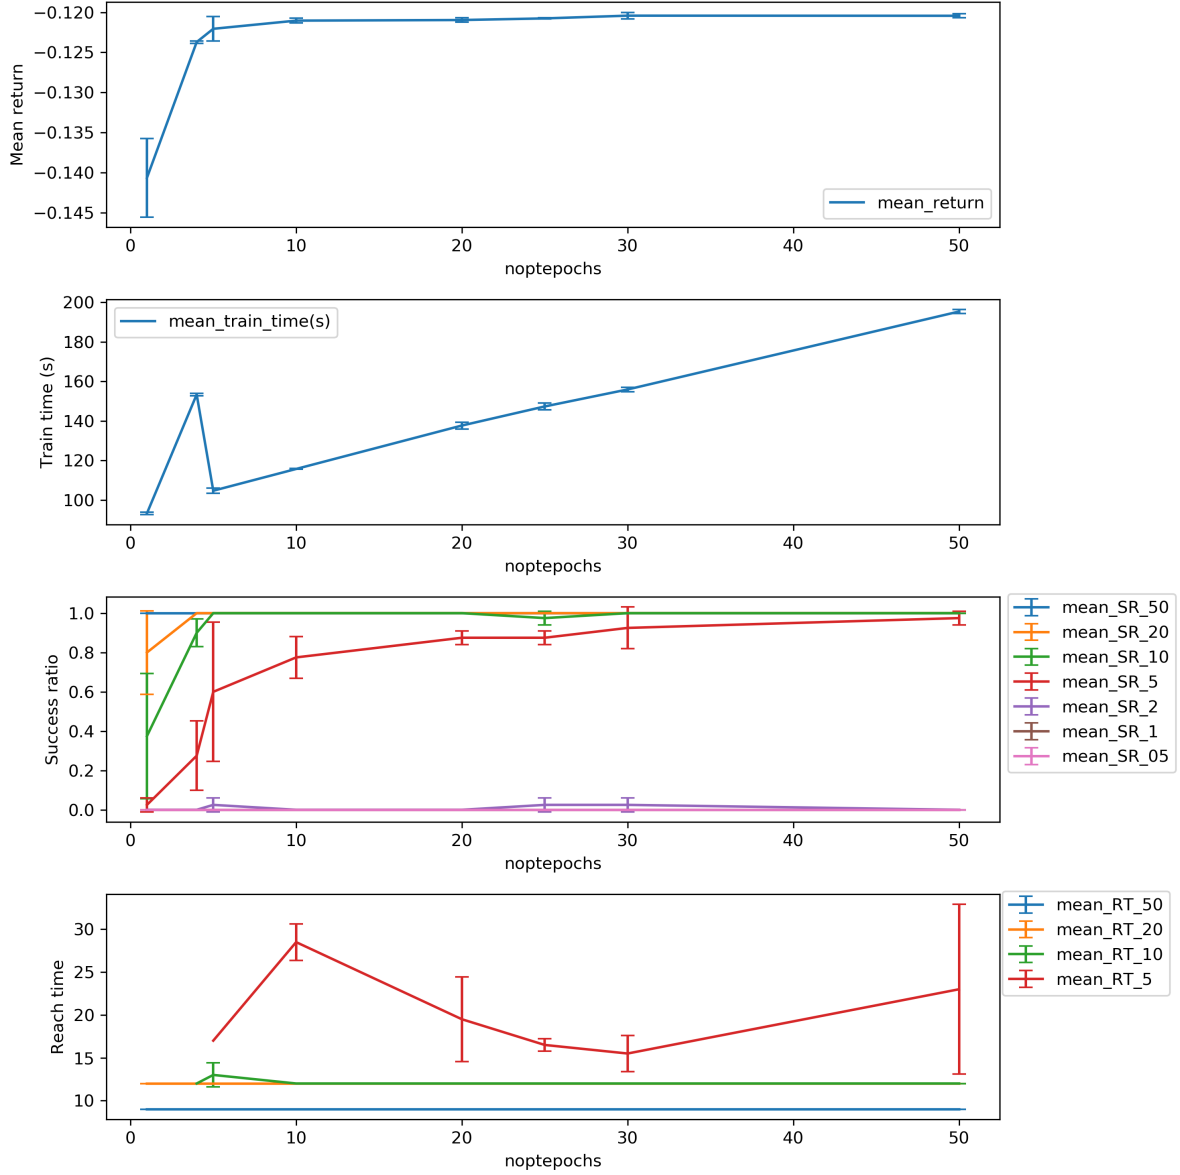 −0.120
−0.125
−0.130
−0.135
−0.140
−0.145
Mean return
mean_return
0 10 20 30 40 50
noptepochs
200
180
160
140
120
100
Train time (s)
mean_train_time(s)
0 10 20 30 40 50
noptepochs
1.0
0.8
0.6
0.4
0.2
0.0
Success ratio
mean_SR_50
mean_SR_20
mean_SR_10
mean_SR_5
mean_SR_2
mean_SR_1
mean_SR_05
0 10 20 30 40 50
noptepochs
30
25
20
15
10
Reach time
mean_RT_50
mean_RT_20
mean_RT_10
mean_RT_5
0 10 20 30 40 50
noptepochs